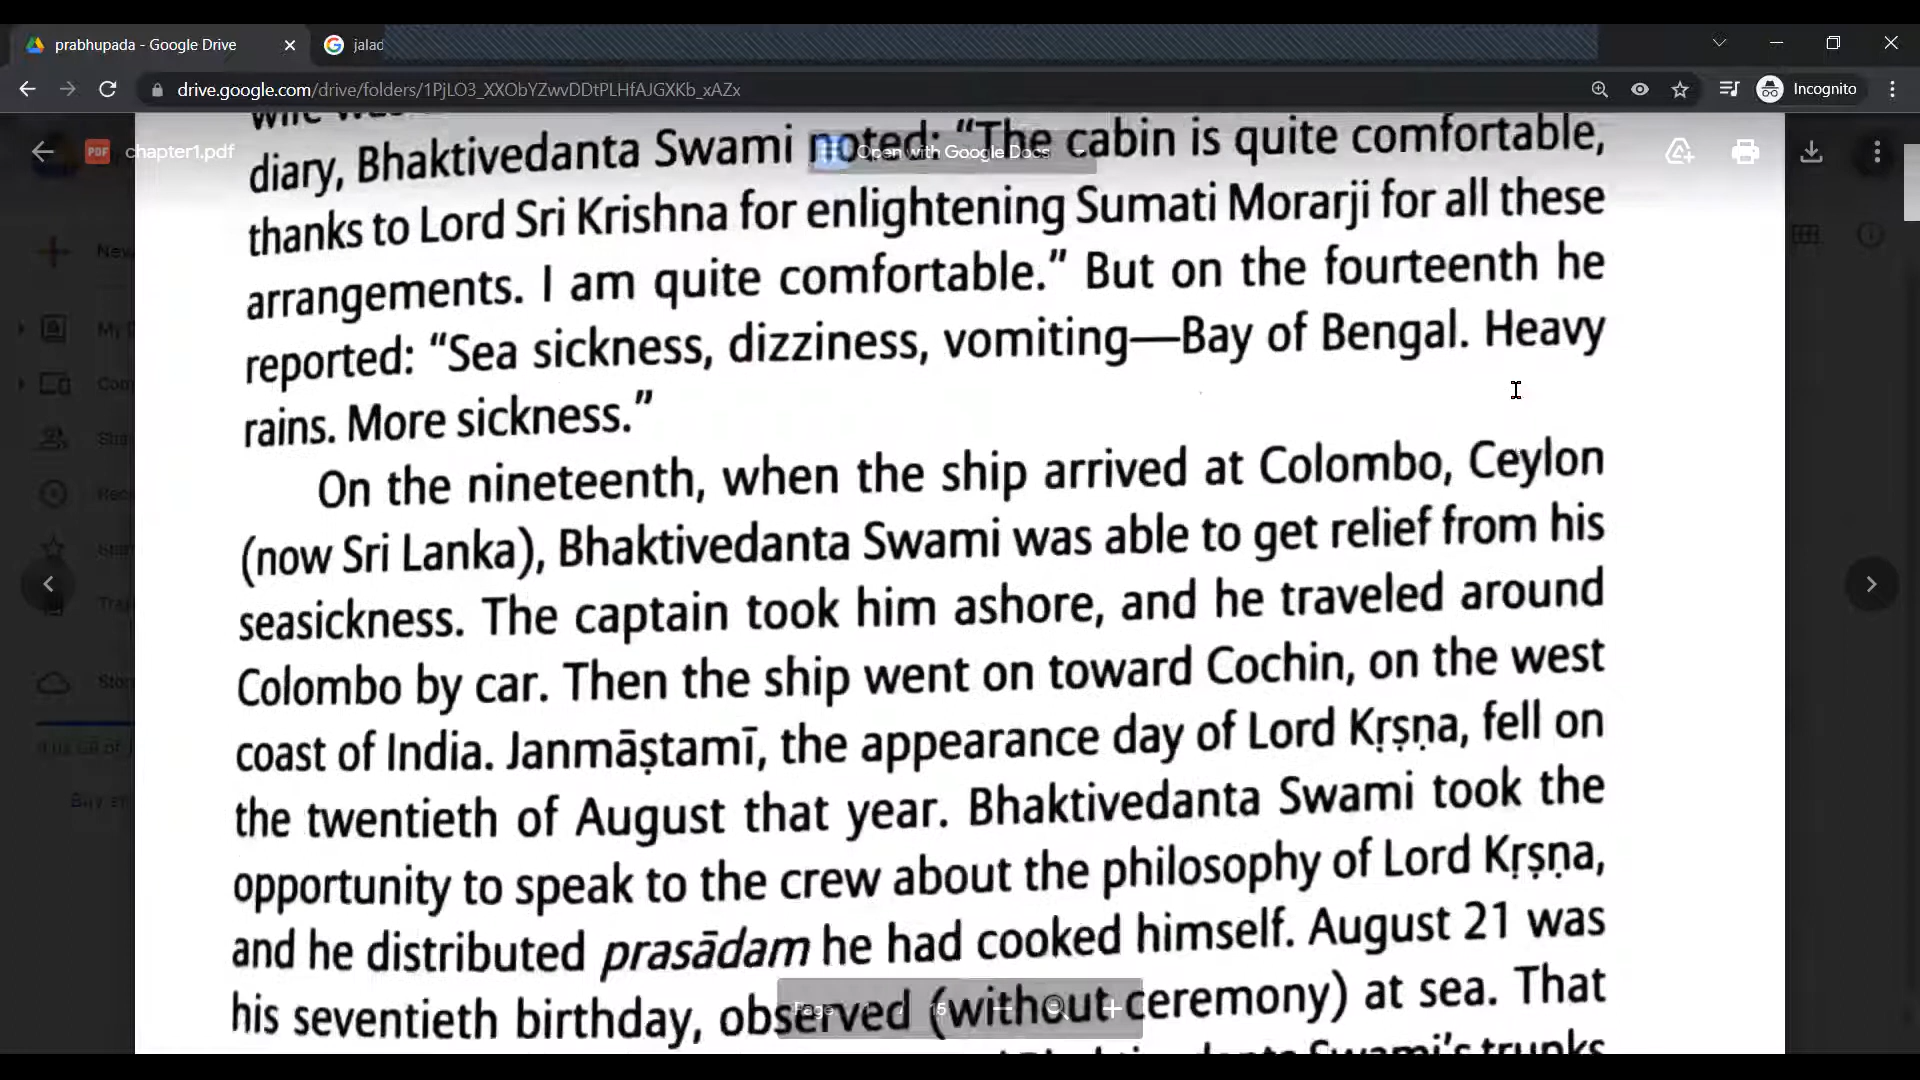 prabhupada - Google Drive
jalad
drive.google.com/drive/folders/1PjLO3_XXObYZwvDDtPLHfAJGXKb_xAZx
Incognito
chapter1.pdf
Open with Google Docs
diary, Bhaktivedanta Swami noted: “The cabin is quite comfortable,
thanks to Lord Sri Krishna for enlightening Sumati Morarji for all these
arrangements. I am quite comfortable.” But on the fourteenth he
reported: “Sea sickness, dizziness, vomiting—Bay of Bengal. Heavy
rains. More sickness.”
On the nineteenth, when the ship arrived at Colombo, Ceylon
(now Sri Lanka), Bhaktivedanta Swami was able to get relief from his
seasickness. The captain took him ashore, and he traveled around
Colombo by car. Then the ship went on toward Cochin, on the west
coast of India. Janmāṣtamī, the appearance day of Lord Kṛṣṇa, fell on
the twentieth of August that year. Bhaktivedanta Swami took the
opportunity to speak to the crew about the philosophy of Lord Kṛṣṇa,
and he distributed prasādam he had cooked himself. August 21 was
his seventieth birthday, observed (without ceremony) at sea. That
Swami's trunks
Page
15
New